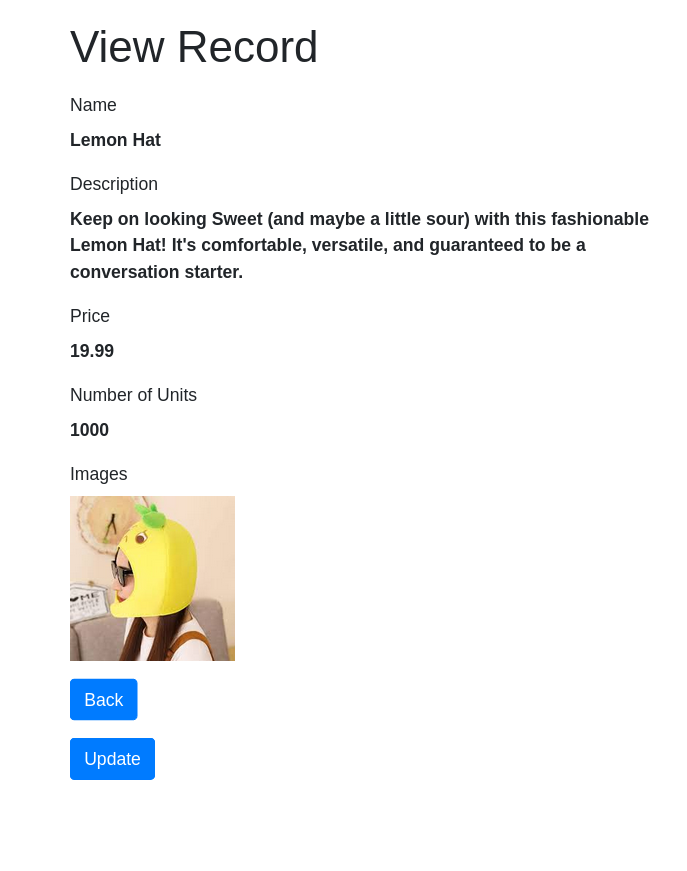 View Record
Name
Lemon Hat
Description
Keep on looking Sweet (and maybe a little sour) with this fashionable
Lemon Hat! It's comfortable, versatile, and guaranteed to be a
conversation starter.
Price
19.99
Number of Units
1000
Images
ME
Back
Update